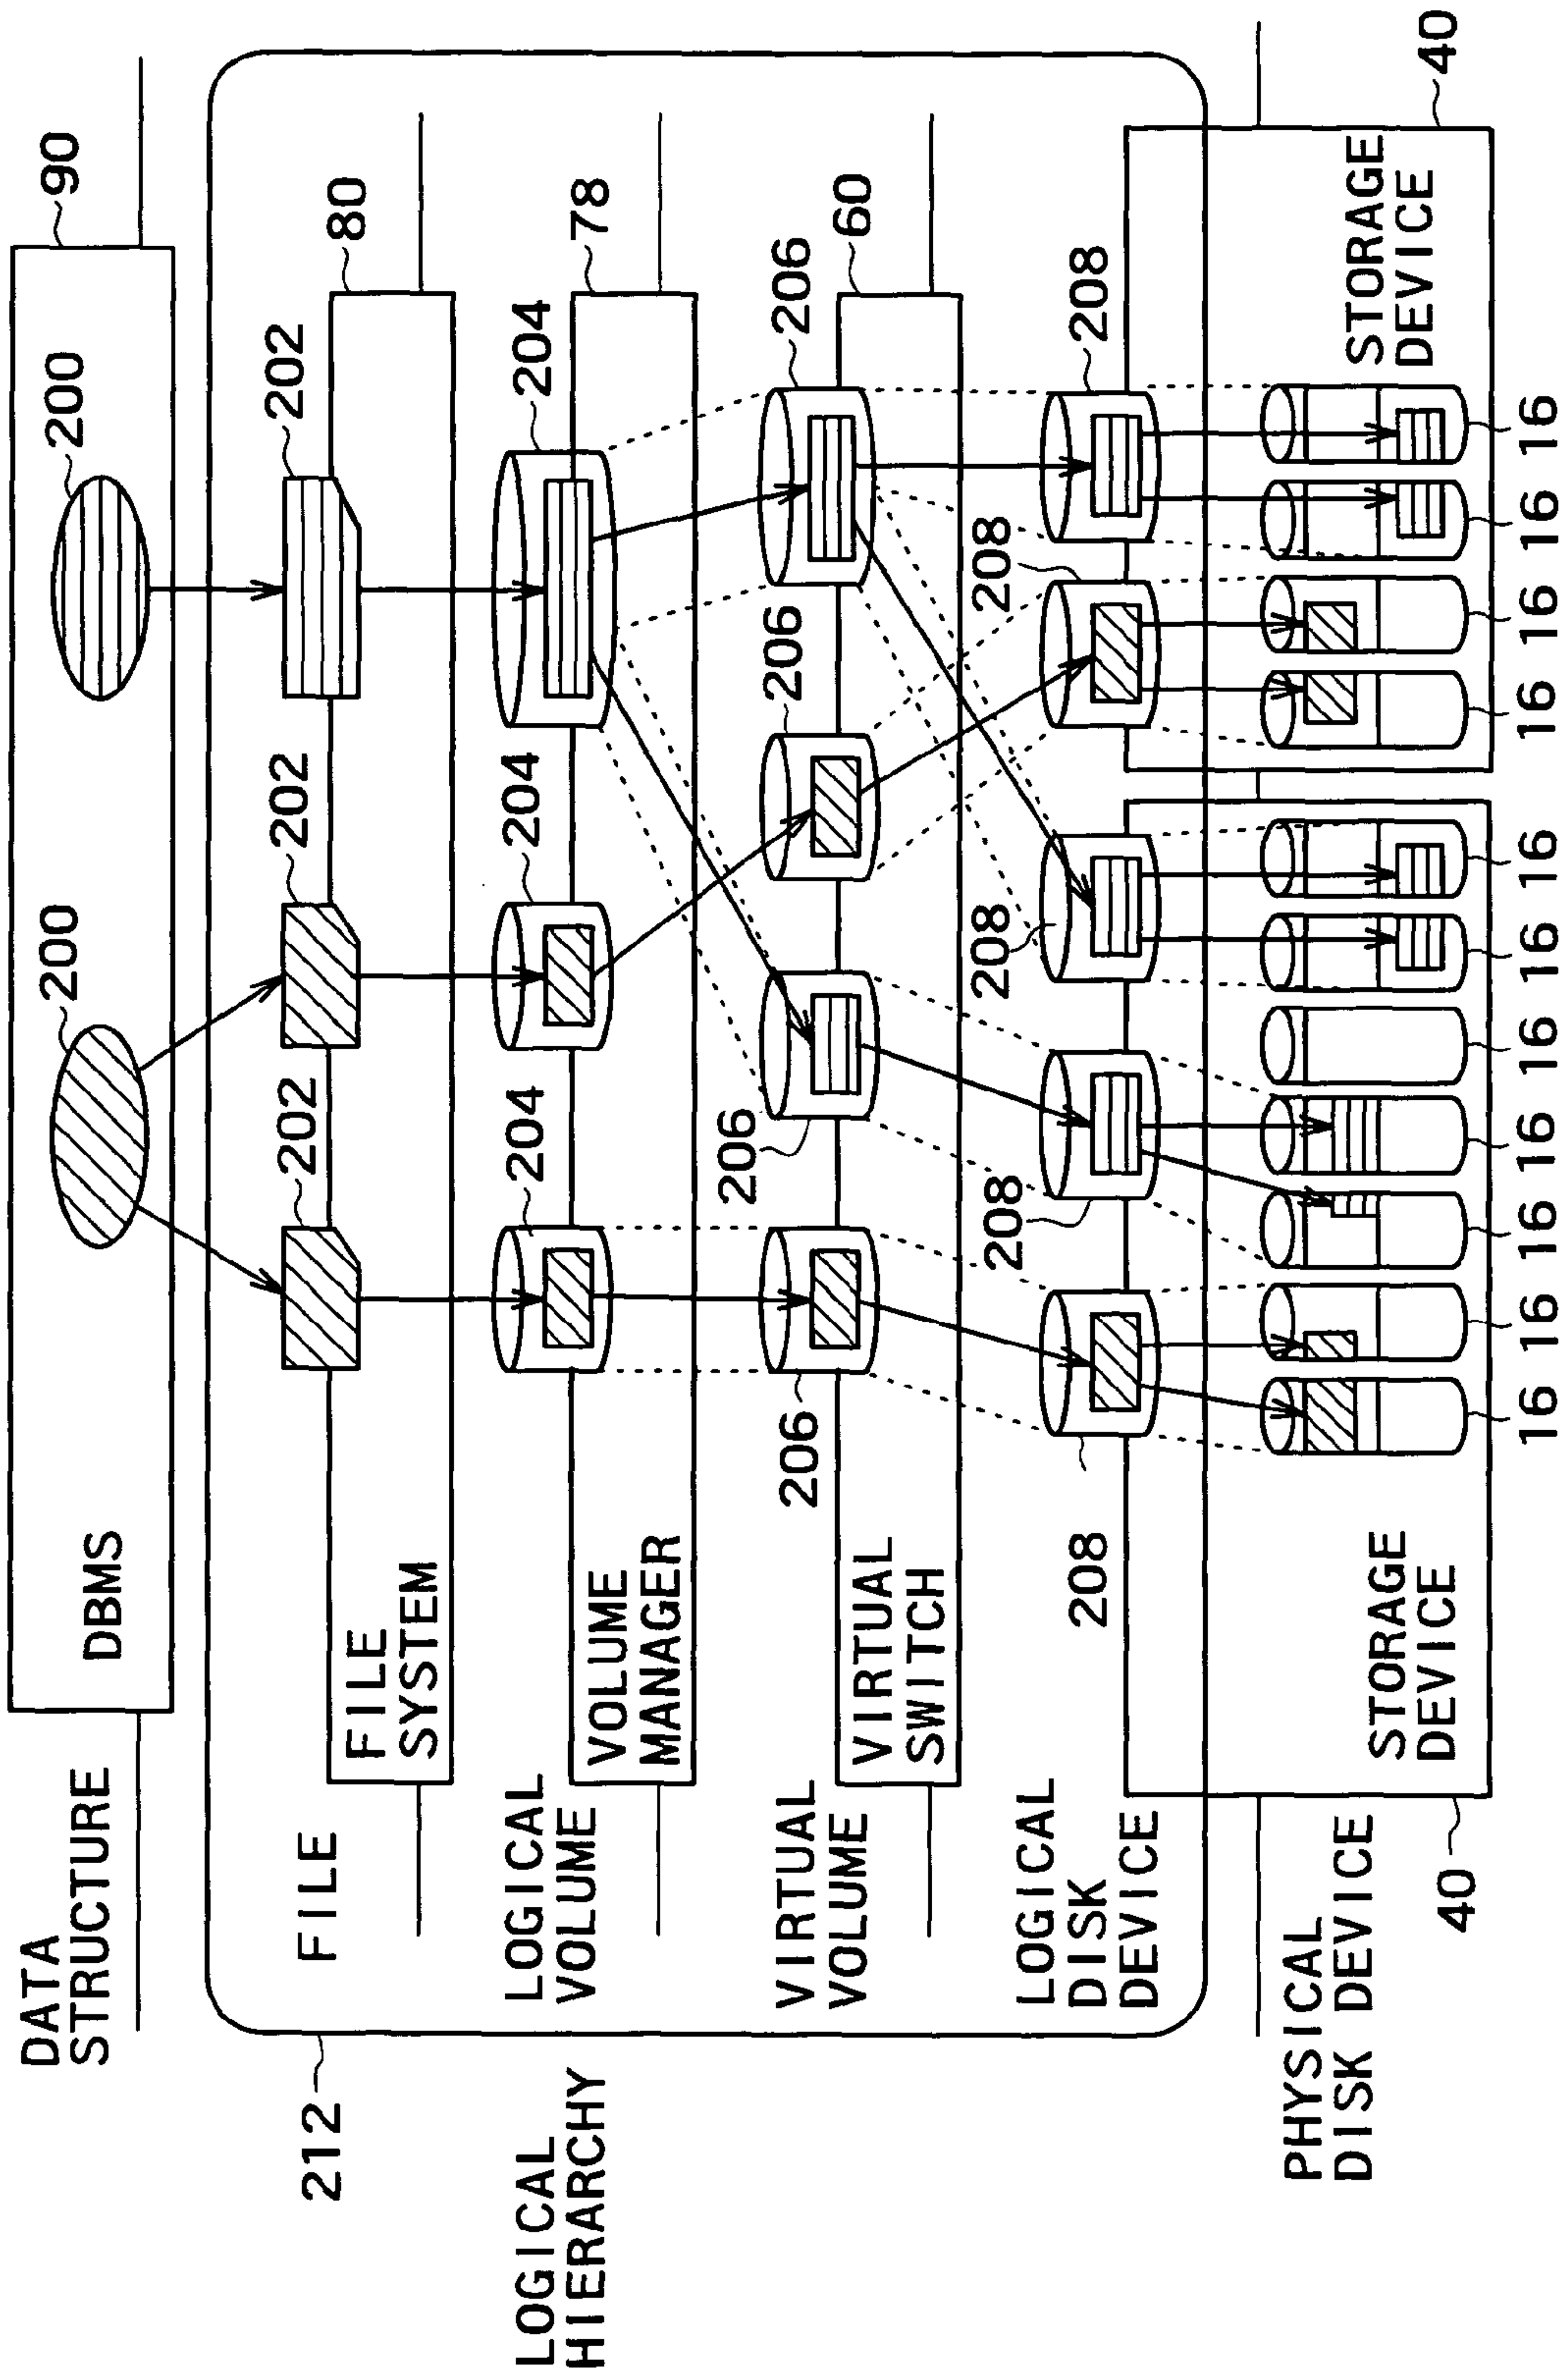 DATA
STRUCTURE
DBMS
200
200
90
212
FILE
202
202
202
80
FILE
SYSTEM
LOGICAL
HIERARCHY
LOGICAL
VOLUME
204
204
204
78
VOLUME
MANAGER
VIRTUAL
VOLUME
206
206
206
206
60
VIRTUAL
SWITCH
LOGICAL
DISK
DEVICE
208
208
208
208
208
PHYSICAL
DISK DEVICE
40
STORAGE
DEVICE
STORAGE
DEVICE
40
16
16
16
16
16
16
16
16
16
16
16